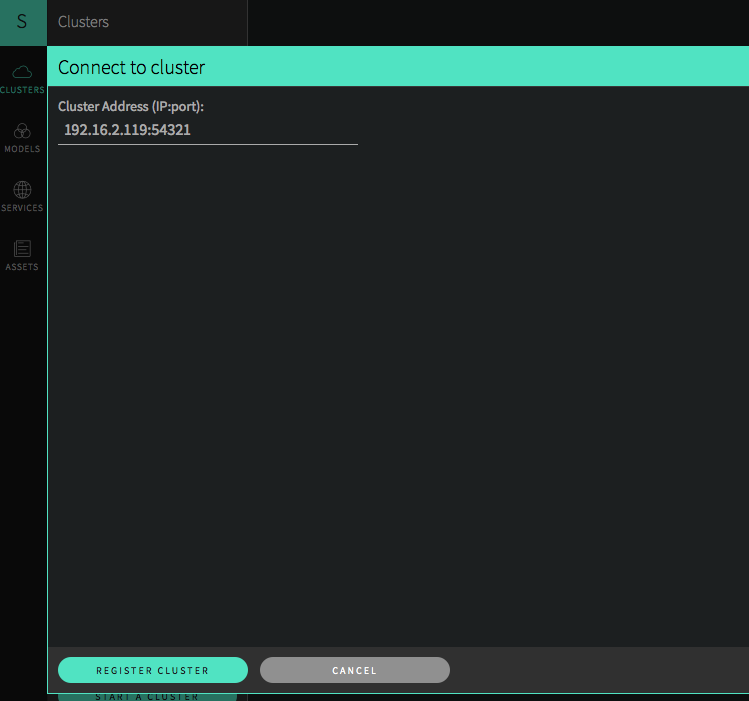 S
Clusters
Connect to cluster
CLUSTERS
Cluster Address (IP:port):
192.16.2.119:54321
MODELS
SERVICES
ASSETS
REGISTER CLUSTER
CANCEL
START A CLUSTER